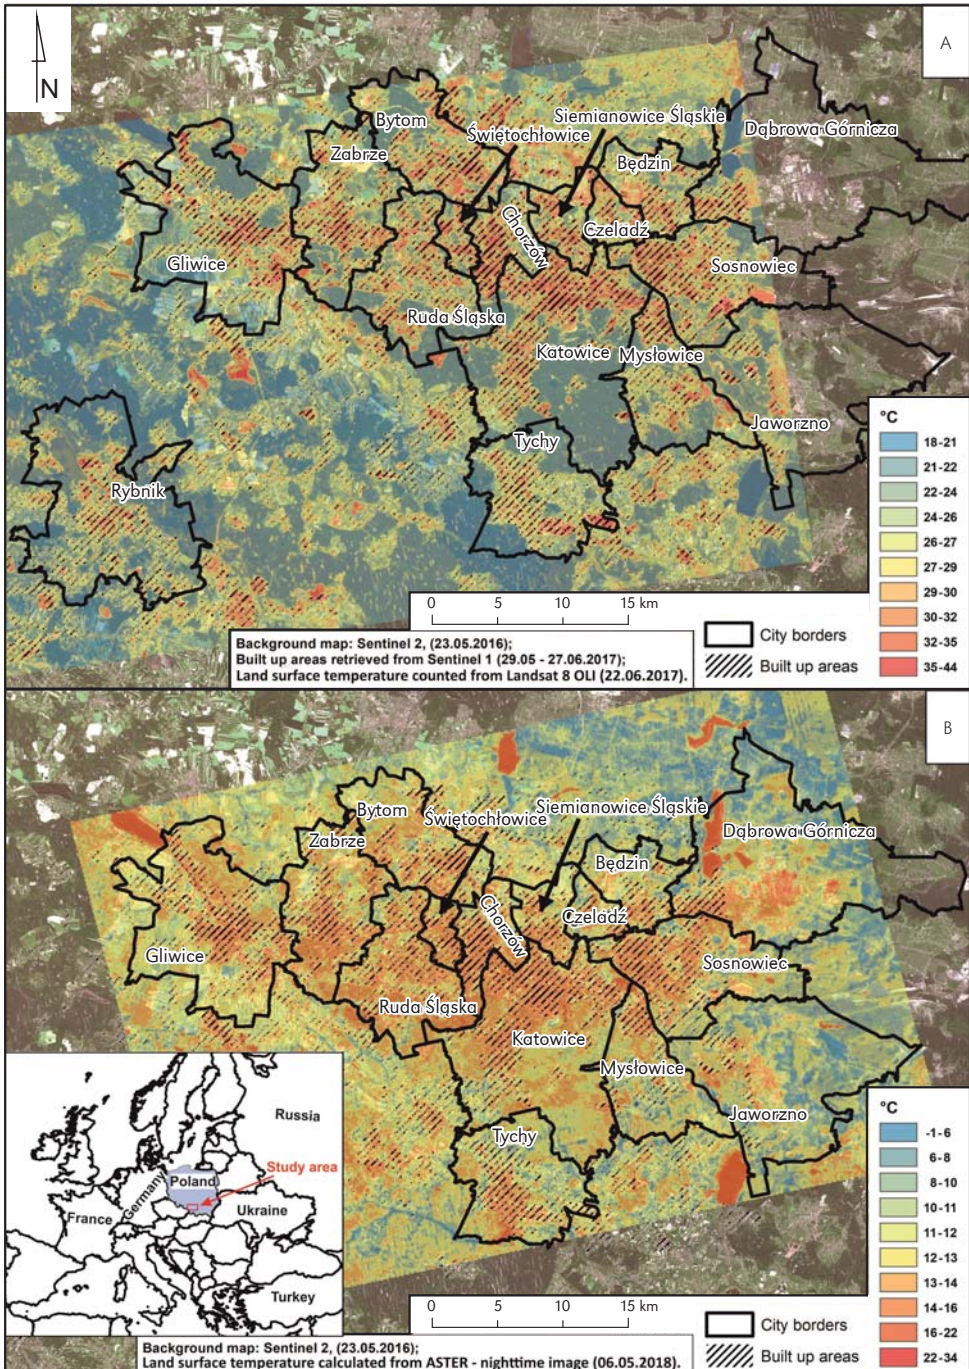 A
N
Bytom
Siemianowice Śląskie
Świętochłowice
Dąbrowa Górnicza
Zabrze
Będzin
Chorzów
Czeladź
Gliwice
Sosnowiec
Ruda Śląska
Katowice
Mysłowice
Jaworzno
Tychy
Rybnik
°C
18-21
21-22
22-24
24-26
26-27
27-29
29-30
30-32
32-35
35-44
0 5 10 15 km
City borders
Built up areas
Background map: Sentinel 2, (23.05.2016);
Built up areas retrieved from Sentinel 1 (29.05 - 27.06.2017);
Land surface temperature counted from Landsat 8 OLI (22.06.2017).
B
Bytom
Siemianowice Śląskie
Świętochłowice
Dąbrowa Górnicza
Zabrze
Będzin
Chorzów
Czeladź
Gliwice
Sosnowiec
Ruda Śląska
Katowice
Mysłowice
Jaworzno
Tychy
Russia
Study area
Poland
Germany
Ukraine
France
Turkey
°C
-1-6
6-8
8-10
10-11
11-12
12-13
13-14
14-16
16-22
22-34
0 5 10 15 km
City borders
Built up areas
Background map: Sentinel 2, (23.05.2016);
Land surface temperature calculated from ASTER - nighttime image (06.05.2018).